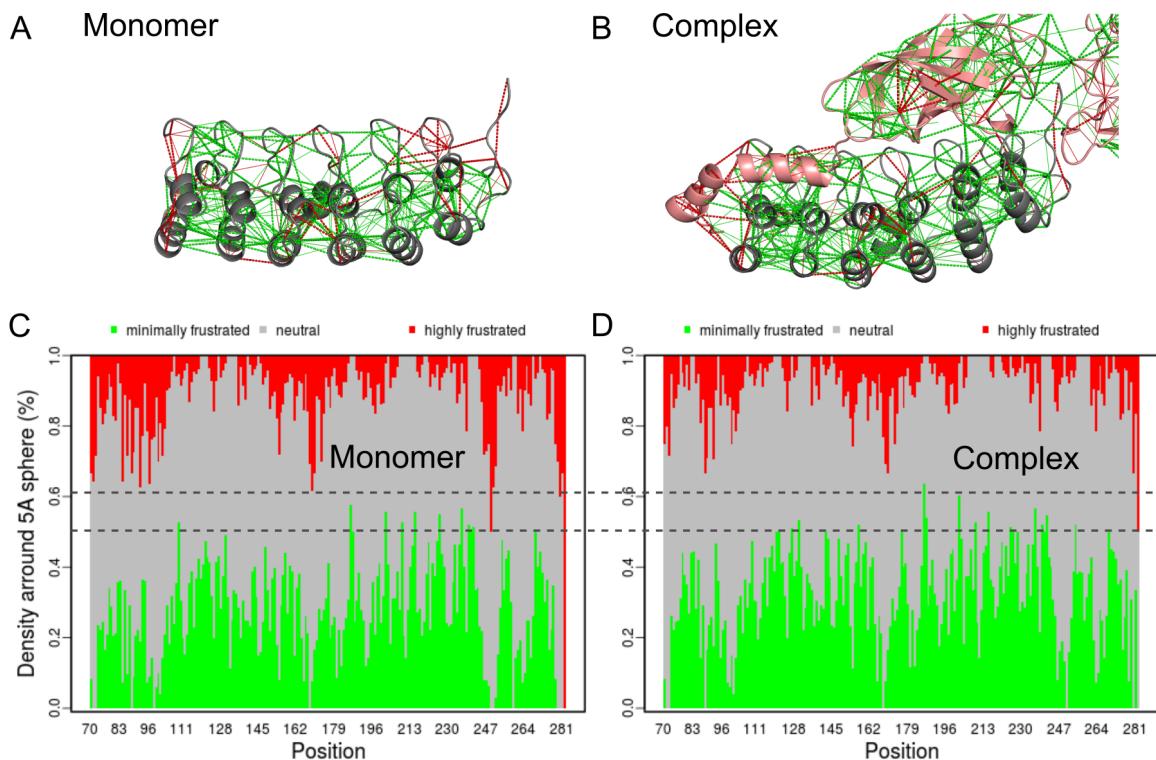 A Monomer
B Complex
C
minimally frustrated neutral highly frustrated
Density arround 5A sphere (%)
0.0 0.2 0.4 0.6 0.8 1.0
Monomer
70 83 96 111 128 145 162 179 196 213 230 247 281
Position
D
minimally frustrated neutral highly frustrated
0.0 0.2 0.4 0.6 0.8 1.0
Complex
70 83 96 111 128 145 162 179 196 213 230 247 281
Position